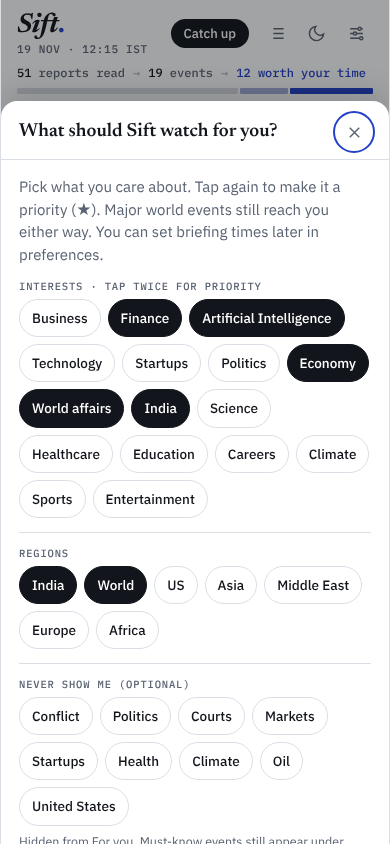 Sift.
19 NOV · 12:15 IST
Catch up
51 reports read → 19 events → 12 worth your time
What should Sift watch for you?
Pick what you care about. Tap again to make it a
priority (★). Major world events still reach you
either way. You can set briefing times later in
preferences.
INTERESTS · TAP TWICE FOR PRIORITY
Business Finance Artificial Intelligence
Technology Startups Politics Economy
World affairs India Science
Healthcare Education Careers Climate
Sports Entertainment
REGIONS
India World US Asia Middle East
Europe Africa
NEVER SHOW ME (OPTIONAL)
Conflict Politics Courts Markets
Startups Health Climate Oil
United States
Hidden from For you. Must-know events still appear under